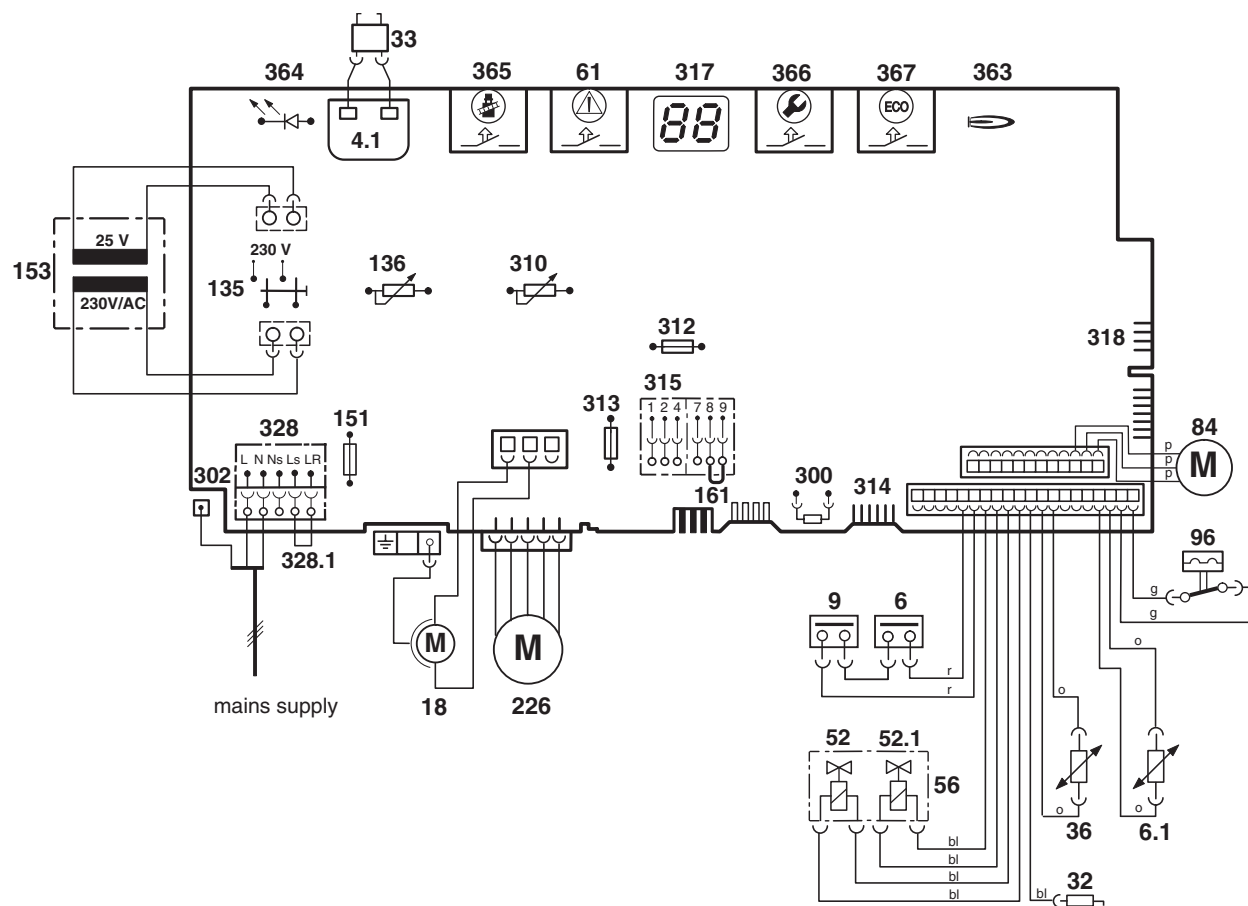 33
364
365
61
317
366
367
363
ECO
4.1
88
25 V
153
230V/AC
230 V
135
136
310
312
318
315
1 2 4 7 8 9
313
151
328
L N Ns Ls LR
302
84
M
p
p
p
161
300
314
328.1
96
g
g
9
6
M
M
r
r
o
o
mains supply
18
226
52
52.1
56
bl
bl
bl
bl
o
o
36
6.1
bl
32